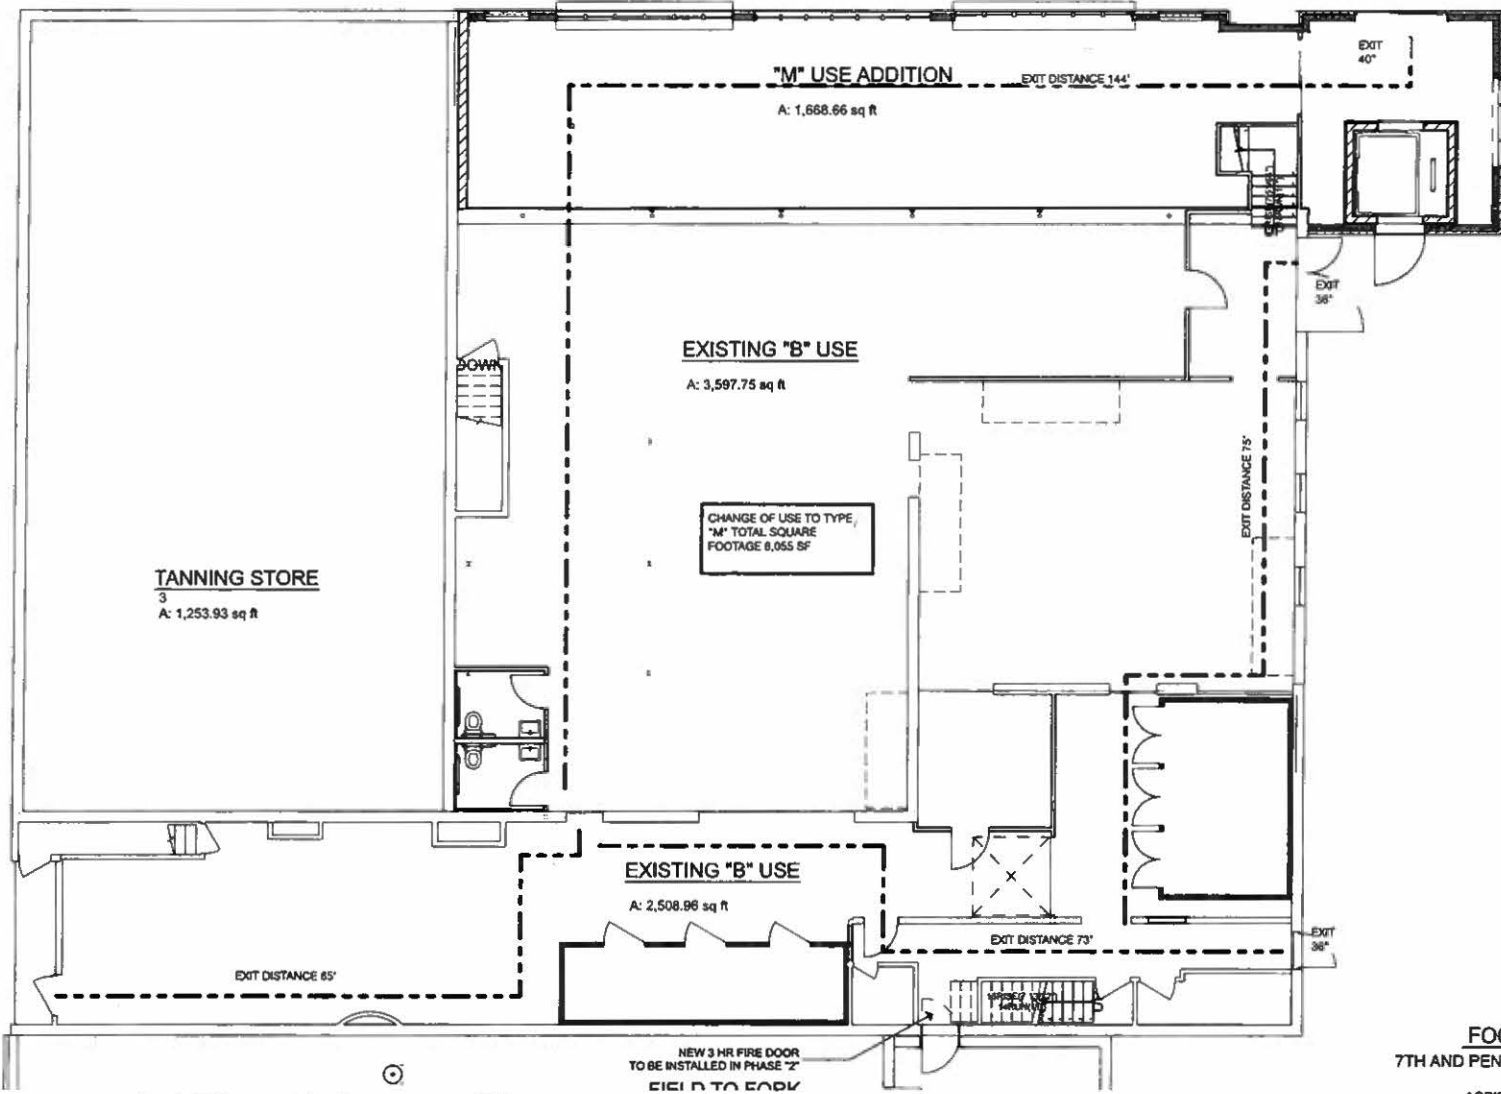 "M" USE ADDITION
A: 1,668.66 sq ft
EXIT DISTANCE 144'
EXIT
40"
EXIT
36"
DOWN
EXISTING "B" USE
A: 3,597.75 sq ft
EXIT DISTANCE 75'
CHANGE OF USE TO TYPE
"M" TOTAL SQUARE
FOOTAGE 8,055 SF
TANNING STORE
3
A: 1,253.93 sq ft
EXISTING "B" USE
A: 2,508.96 sq ft
EXIT DISTANCE 65'
EXIT DISTANCE 73'
EXIT
36"
NEW 3 HR FIRE DOOR
TO BE INSTALLED IN PHASE "2"
FIELD TO FORK
7TH AND PEN